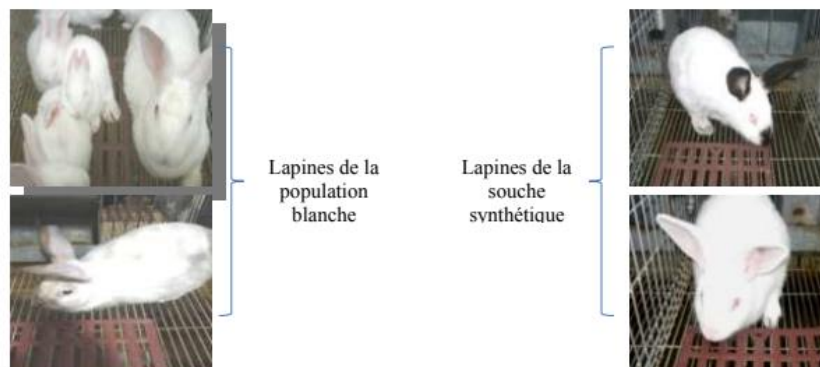 Lapines de la
population
blanche
Lapines de la
souche
synthétique